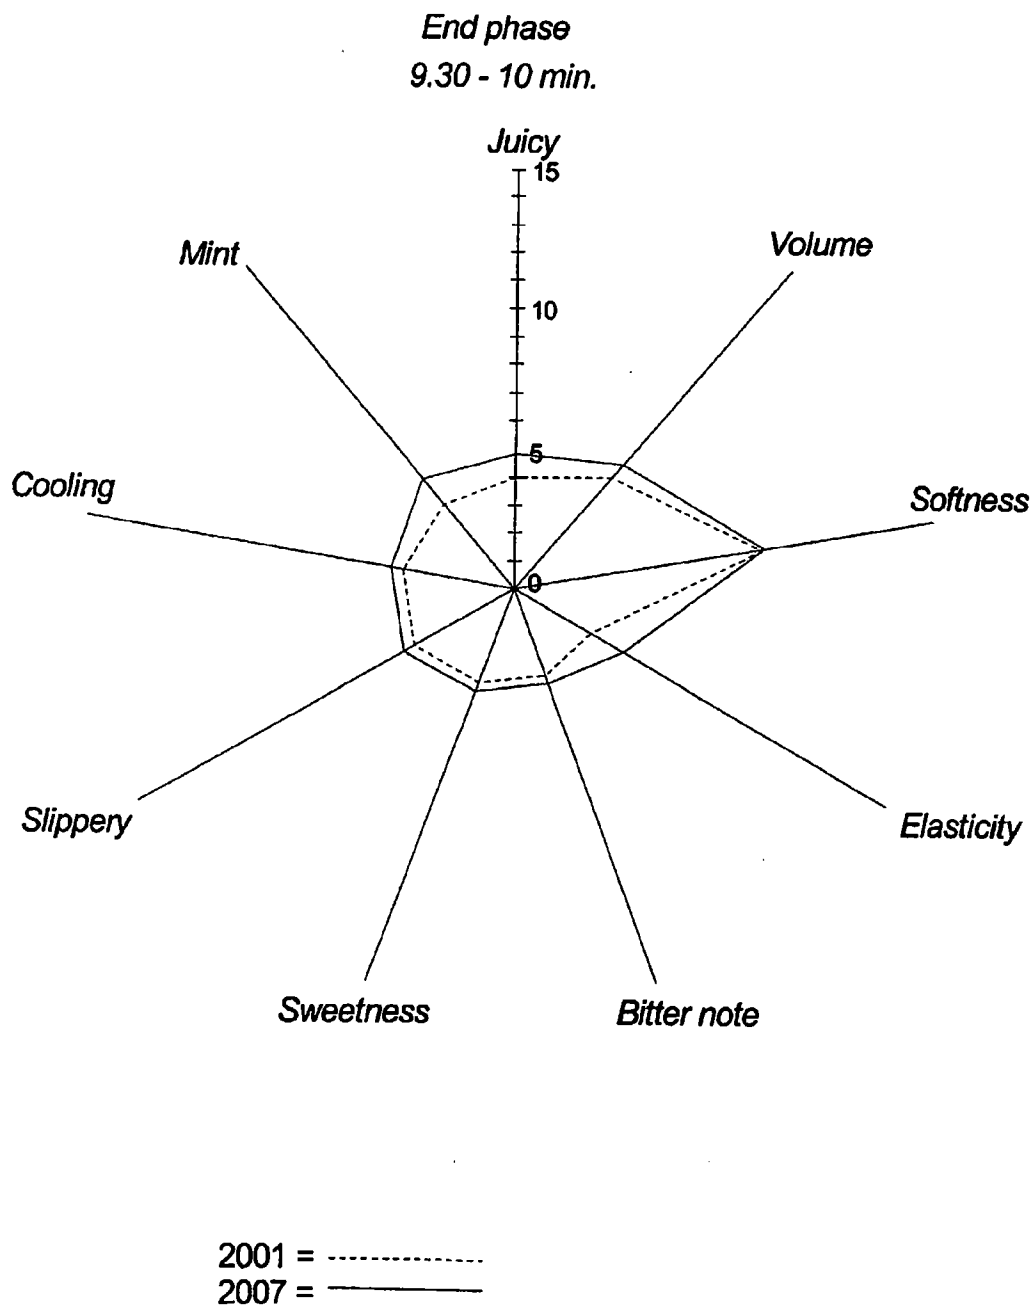 End phase
9.30 - 10 min.
Juicy
15
Mint
Volume
10
5
Cooling
Softness
0
Slippery
Elasticity
Sweetness
Bitter note
2001 =
2007 =